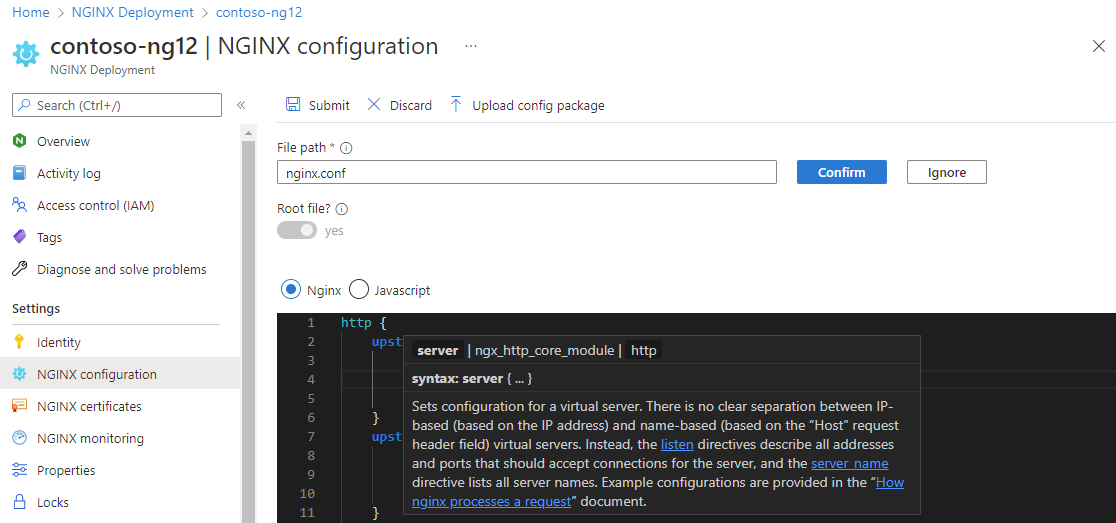 Home > NGINX Deployment > contoso-ng12
contoso-ng12 | NGINX configuration ...
NGINX Deployment
Search (Ctrl+/)
Overview
Activity log
Access control (IAM)
Tags
Diagnose and solve problems
Settings
Identity
NGINX configuration
NGINX certificates
NGINX monitoring
Properties
Locks
Submit Discard Upload config package
File path *
nginx.conf Confirm Ignore
Root file?
yes
Nginx Javascript
1 http {
2 upst
3
4
5
6 }
7 upst
8
9
10
11 }
server | ngx_http_core_module | http
syntax: server { ... }
Sets configuration for a virtual server. There is no clear separation between IP-
based (based on the IP address) and name-based (based on the “Host” request
header field) virtual servers. Instead, the listen directives describe all addresses
and ports that should accept connections for the server, and the server_name
directive lists all server names. Example configurations are provided in the “How
nginx processes a request” document.